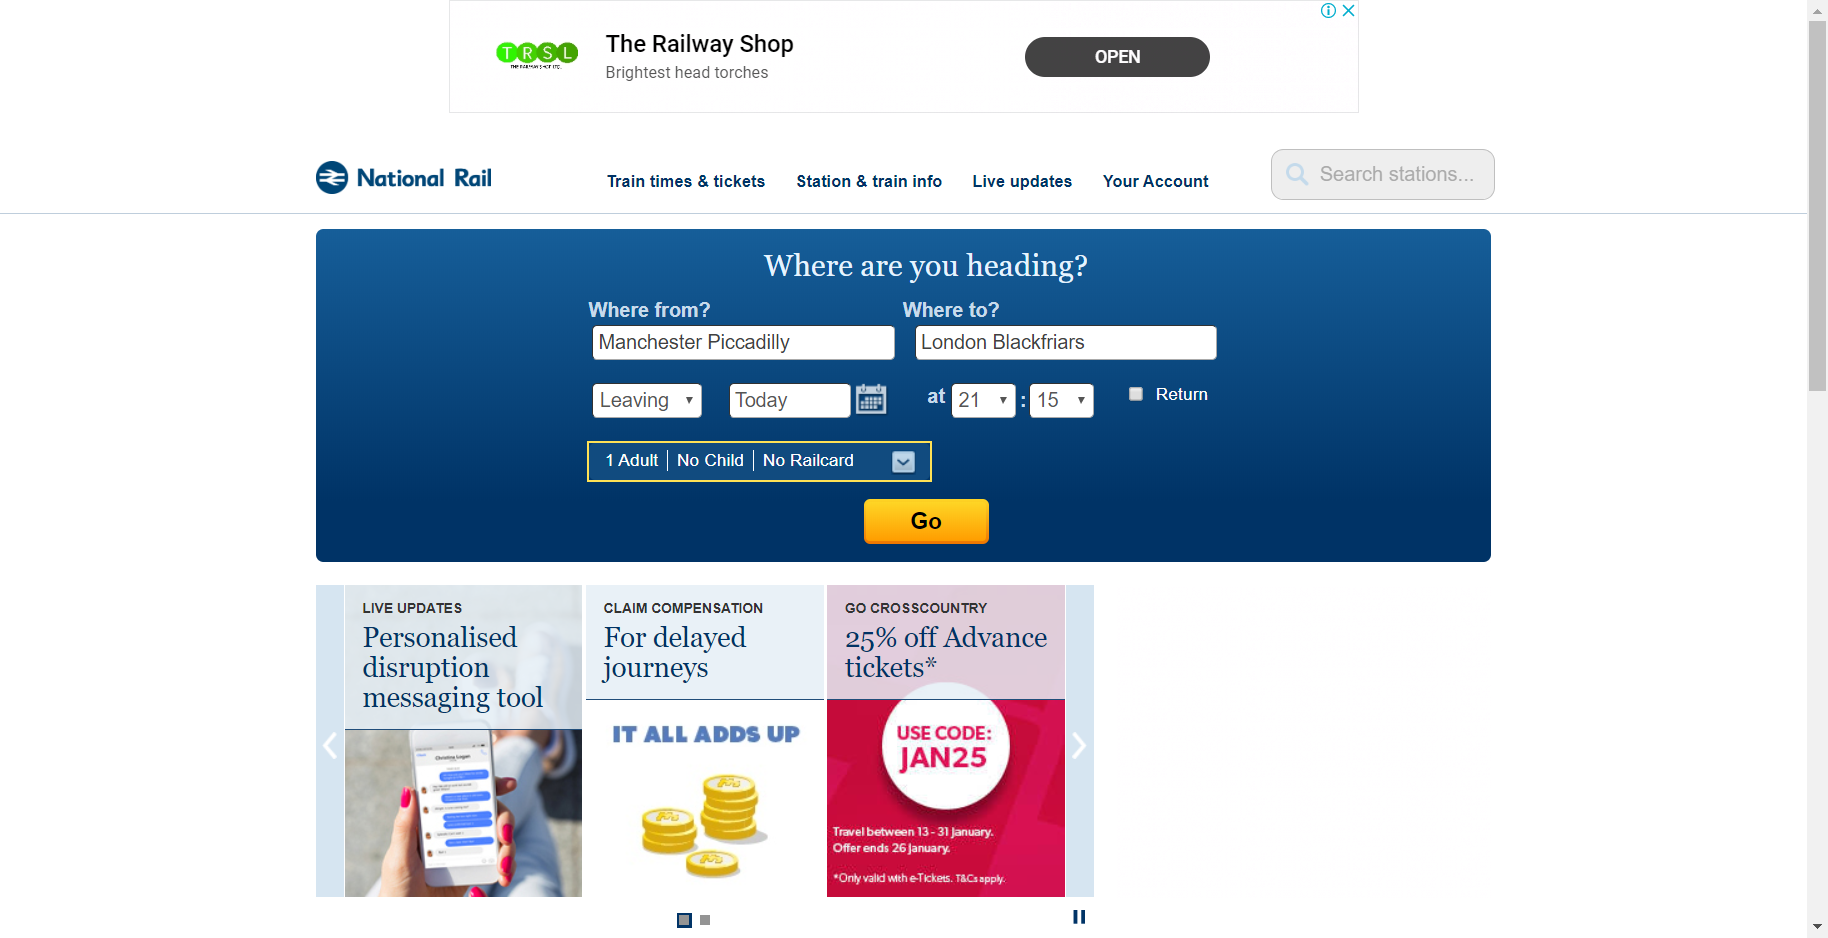 TRSL
The Railway Shop
Brightest head torches
OPEN
National Rail
Train times & tickets
Station & train info
Live updates
Your Account
Search stations...
Where are you heading?
Where from?
Where to?
Manchester Piccadilly
London Blackfriars
Leaving
Today
at
21
:
15
Return
1 Adult
No Child
No Railcard
Go
LIVE UPDATES
Personalised
disruption
messaging tool
CLAIM COMPENSATION
For delayed
journeys
IT ALL ADDS UP
GO CROSSCOUNTRY
25% off Advance
tickets*
USE CODE:
JAN25
Travel between 13 - 31 January.
Offer ends 26 January.
*Only valid with e-Tickets. T&Cs apply.